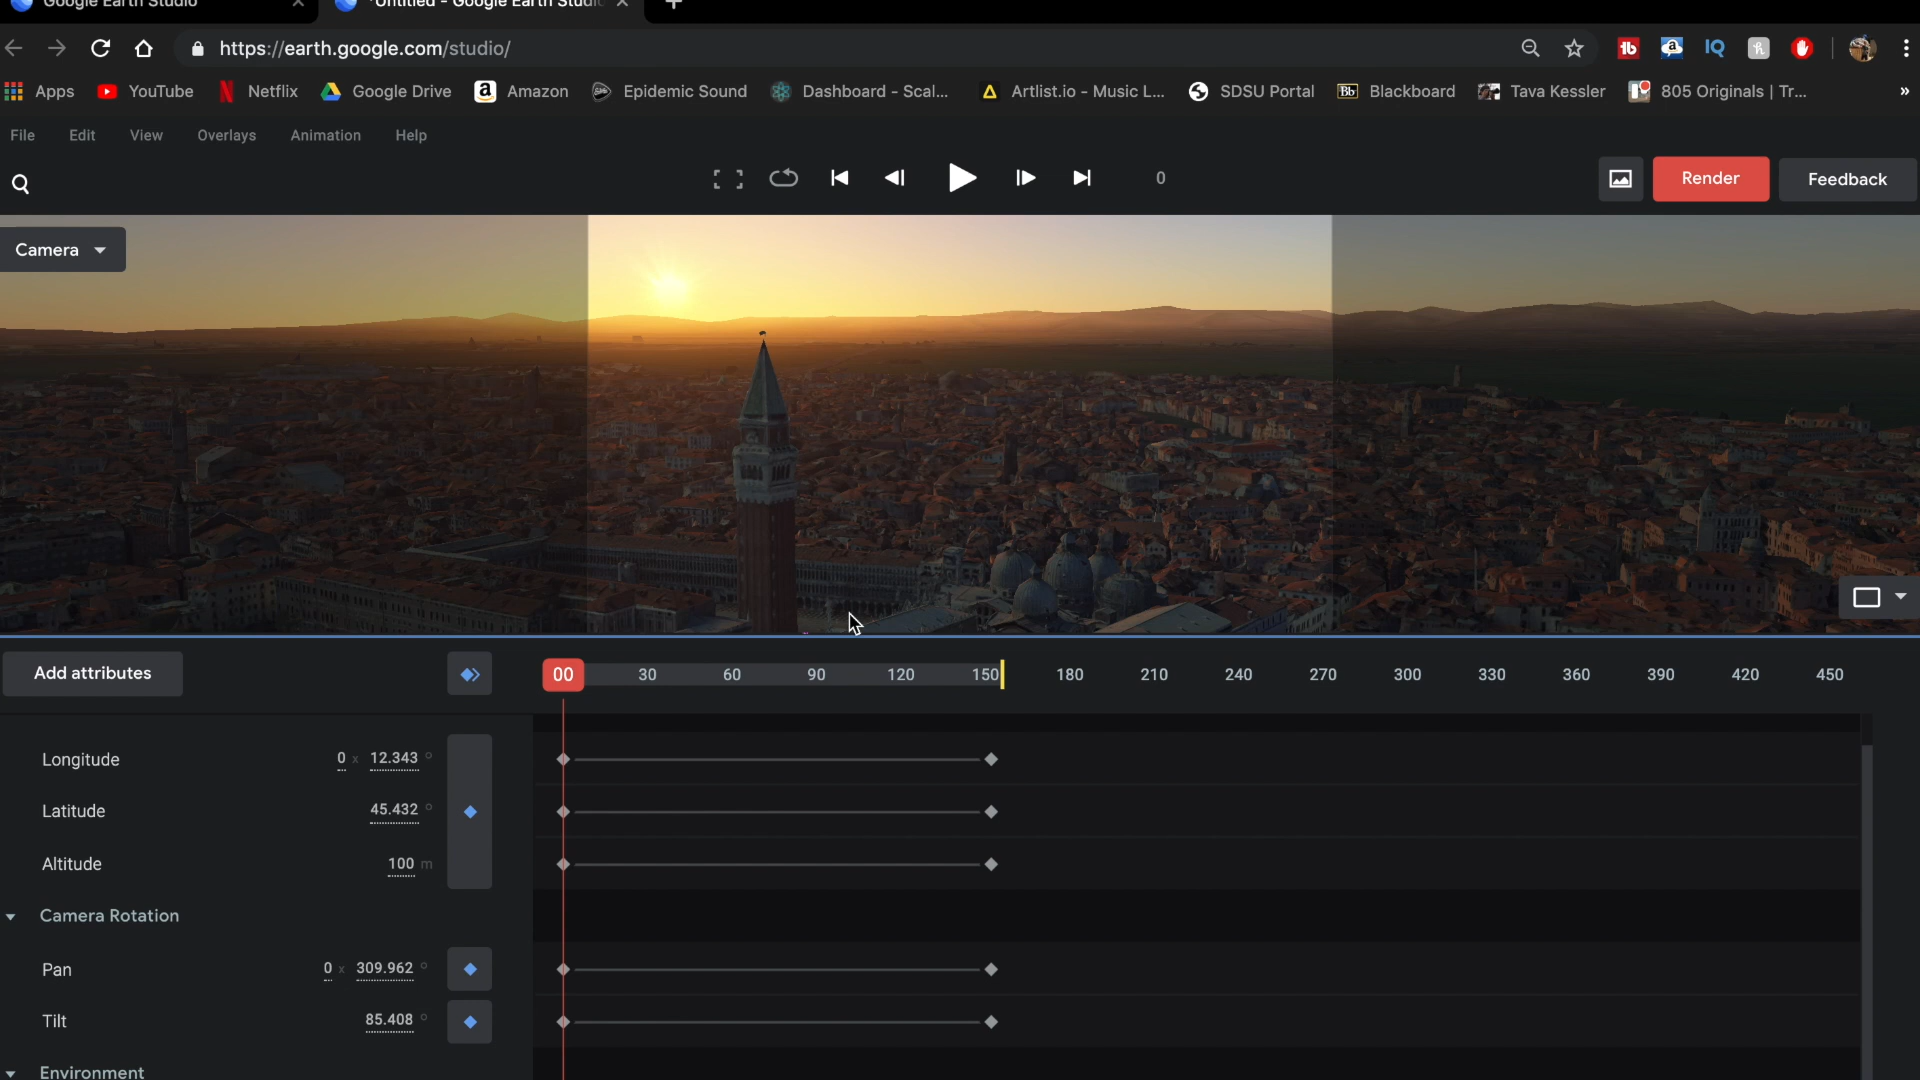 Google Earth Studio
*Untitled - Google Earth Studio
https://earth.google.com/studio/
Apps YouTube Netflix Google Drive Amazon Epidemic Sound Dashboard - Scal... Artlist.io - Music L... SDSU Portal Blackboard Tava Kessler 805 Originals | Tr... »
File Edit View Overlays Animation Help
0 Render Feedback
Camera
Add attributes 00 30 60 90 120 150 180 210 240 270 300 330 360 390 420 450
Longitude 0 x 12.343 °
Latitude 45.432 °
Altitude 100 m
Camera Rotation
Pan 0 x 309.962 °
Tilt 85.408 °
Environment